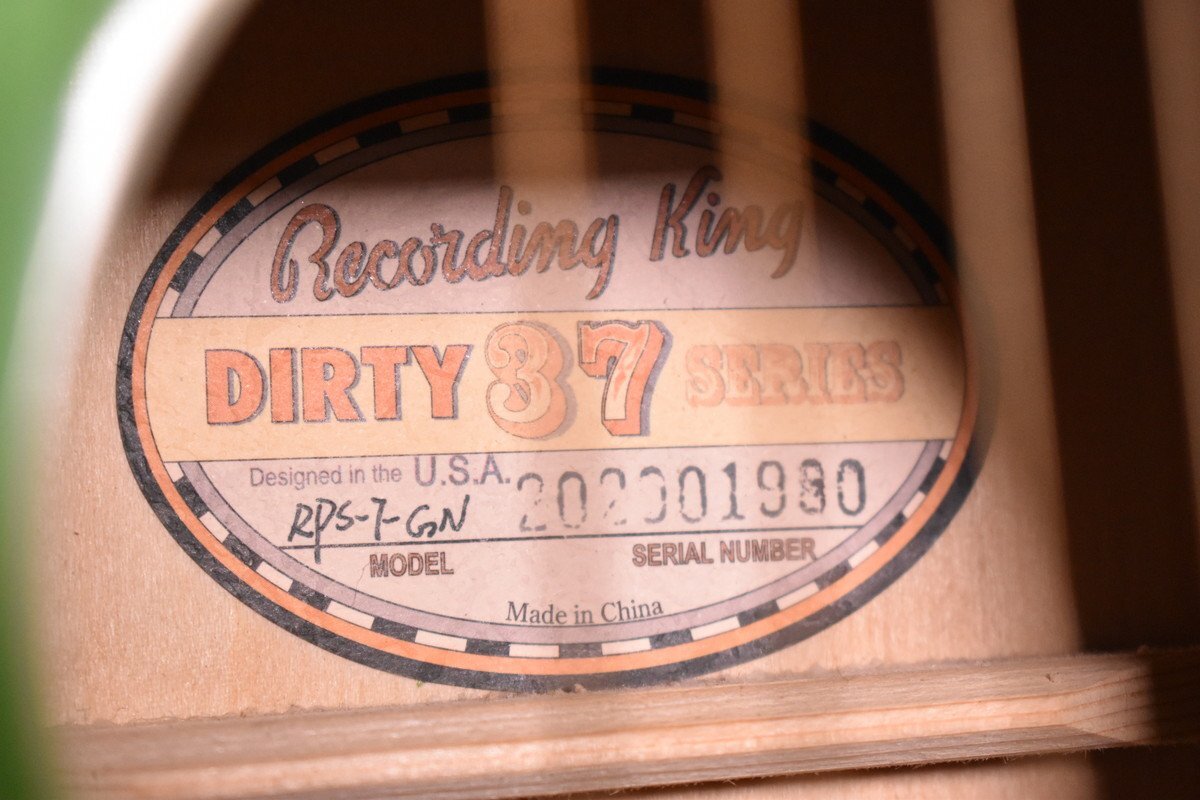 Recording King
DIRTY 37 SERIES
Designed in the U.S.A.
RPS-7-GN
MODEL SERIAL NUMBER
Made in China